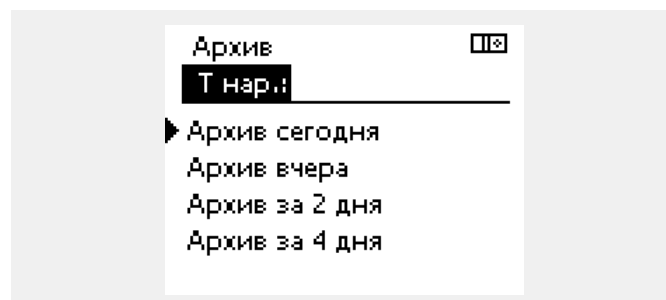 Архив
Т нар.:
Архив сегодня
Архив вчера
Архив за 2 дня
Архив за 4 дня